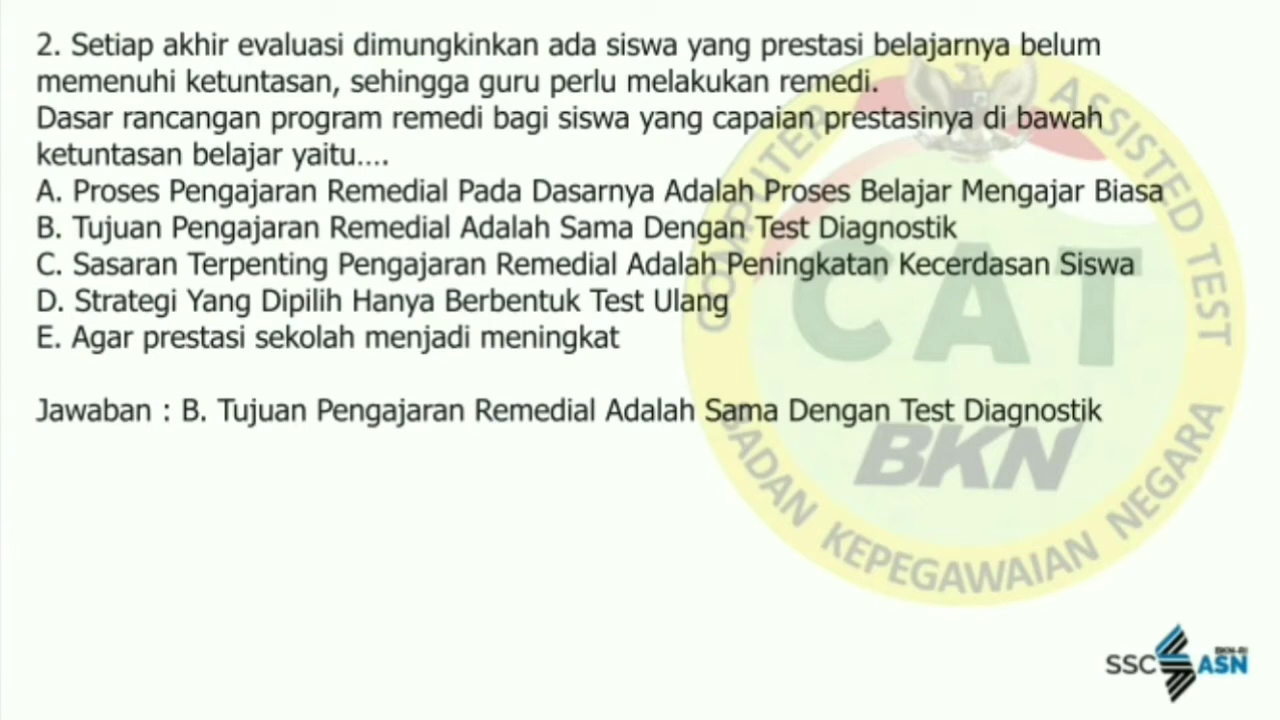 2. Setiap akhir evaluasi dimungkinkan ada siswa yang prestasi belajarnya belum
memenuhi ketuntasan, sehingga guru perlu melakukan remedi.
Dasar rancangan program remedi bagi siswa yang capaian prestasinya di bawah
ketuntasan belajar yaitu....
A. Proses Pengajaran Remedial Pada Dasarnya Adalah Proses Belajar Mengajar Biasa
B. Tujuan Pengajaran Remedial Adalah Sama Dengan Test Diagnostik
C. Sasaran Terpenting Pengajaran Remedial Adalah Peningkatan Kecerdasan Siswa
D. Strategi Yang Dipilih Hanya Berbentuk Test Ulang
E. Agar prestasi sekolah menjadi meningkat
Jawaban : B. Tujuan Pengajaran Remedial Adalah Sama Dengan Test Diagnostik
COMPUTER ASSISTED TEST
CAT
BKN
BADAN KEPEGAWAIAN NEGARA
BKN-RI
SSC ASN